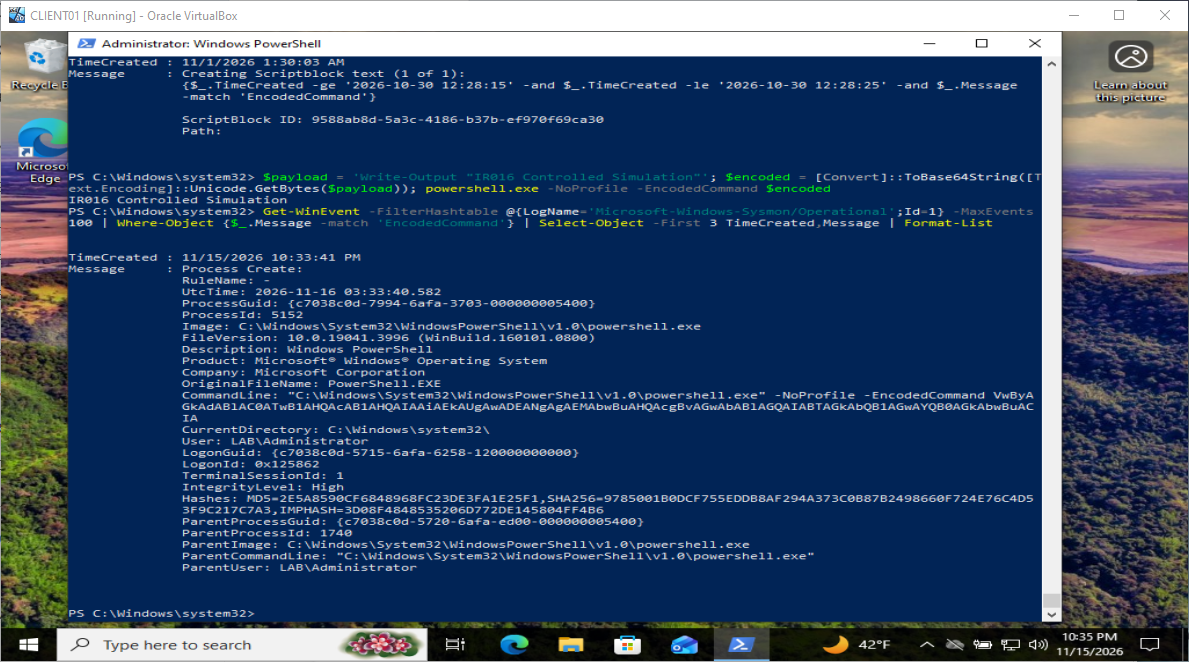 CLIENT01 [Running] - Oracle VirtualBox
Recycle B
Microso
Edge
Learn about
this picture
Administrator: Windows PowerShell
TimeCreated : 11/1/2026 1:30:03 AM
Message     : Creating Scriptblock text (1 of 1):
{$_.TimeCreated -ge '2026-10-30 12:28:15' -and $_.TimeCreated -le '2026-10-30 12:28:25' -and $_.Message
-match 'EncodedCommand'}
ScriptBlock ID: 9588ab8d-5a3c-4186-b37b-ef970f69ca30
Path:
PS C:\Windows\system32> $payload = 'Write-Output "IR016 Controlled Simulation"'; $encoded = [Convert]::ToBase64String([T
ext.Encoding]::Unicode.GetBytes($payload)); powershell.exe -NoProfile -EncodedCommand $encoded
IR016 Controlled Simulation
PS C:\Windows\system32> Get-WinEvent -FilterHashtable @{LogName='Microsoft-Windows-Sysmon/Operational';Id=1} -MaxEvents
100 | Where-Object {$_.Message -match 'EncodedCommand'} | Select-Object -First 3 TimeCreated,Message | Format-List
TimeCreated : 11/15/2026 10:33:41 PM
Message     : Process Create:
RuleName: -
UtcTime: 2026-11-16 03:33:40.582
ProcessGuid: {c7038c0d-7994-6afa-3703-000000005400}
ProcessId: 5152
Image: C:\Windows\System32\WindowsPowerShell\v1.0\powershell.exe
FileVersion: 10.0.19041.3996 (WinBuild.160101.0800)
Description: Windows PowerShell
Product: Microsoft® Windows® Operating System
Company: Microsoft Corporation
OriginalFileName: PowerShell.EXE
CommandLine: "C:\Windows\System32\WindowsPowerShell\v1.0\powershell.exe" -NoProfile -EncodedCommand VwByA
GkAdABlAC0ATwB1AHQAcAB1AHQAIAAiAEkAUgAwADEANgAgAEMAbwBuAHQAcgBvAGwAbABlAGQAIABTAGkAbQB1AGwAYQB0AGkAbwBuACI
IA
CurrentDirectory: C:\Windows\system32\
User: LAB\Administrator
LogonGuid: {c7038c0d-5715-6afa-6258-120000000000}
LogonId: 0x125862
TerminalSessionId: 1
IntegrityLevel: High
Hashes: MD5=2E5A8590CF6848968FC23DE3FA1E25F1,SHA256=9785001B0DCF755EDDB8AF294A373C0B87B2498660F724E76C4D5
3F9C217C7A3,IMPHASH=3D08F4848535206D772DE145804FF4B6
ParentProcessGuid: {c7038c0d-5720-6afa-ed00-000000005400}
ParentProcessId: 1740
ParentImage: C:\Windows\System32\WindowsPowerShell\v1.0\powershell.exe
ParentCommandLine: "C:\Windows\System32\WindowsPowerShell\v1.0\powershell.exe"
ParentUser: LAB\Administrator
PS C:\Windows\system32>
Type here to search
42°F
10:35 PM
11/15/2026